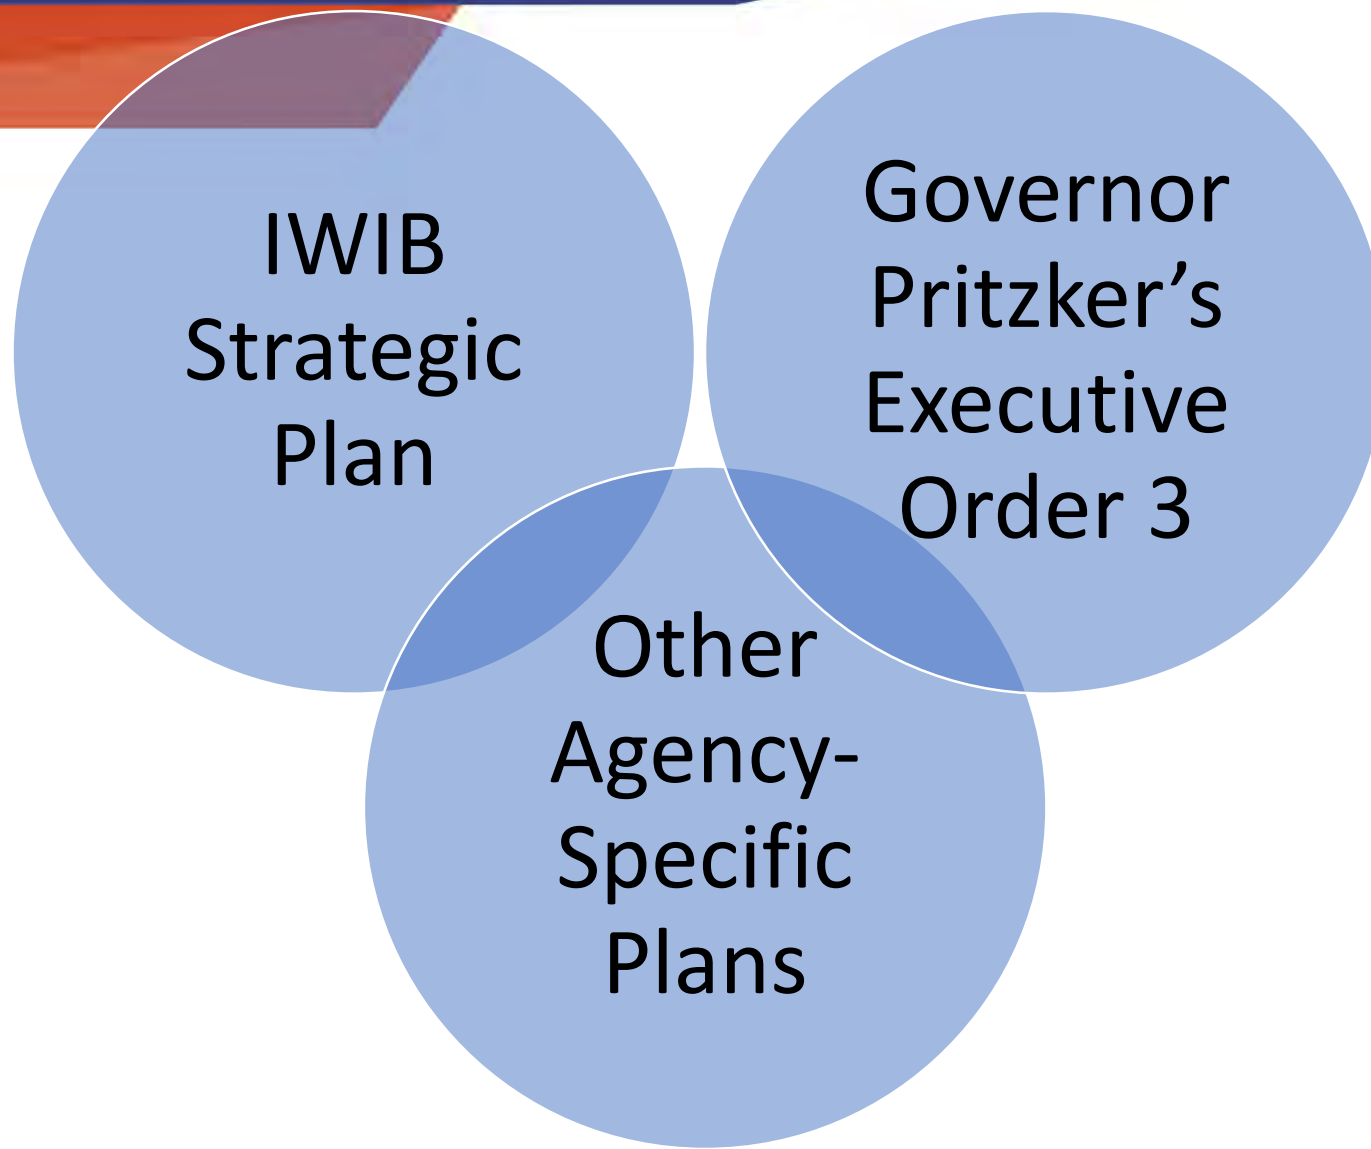 IWIB
Strategic
Plan
Governor
Pritzker’s
Executive
Order 3
Other
Agency-
Specific
Plans